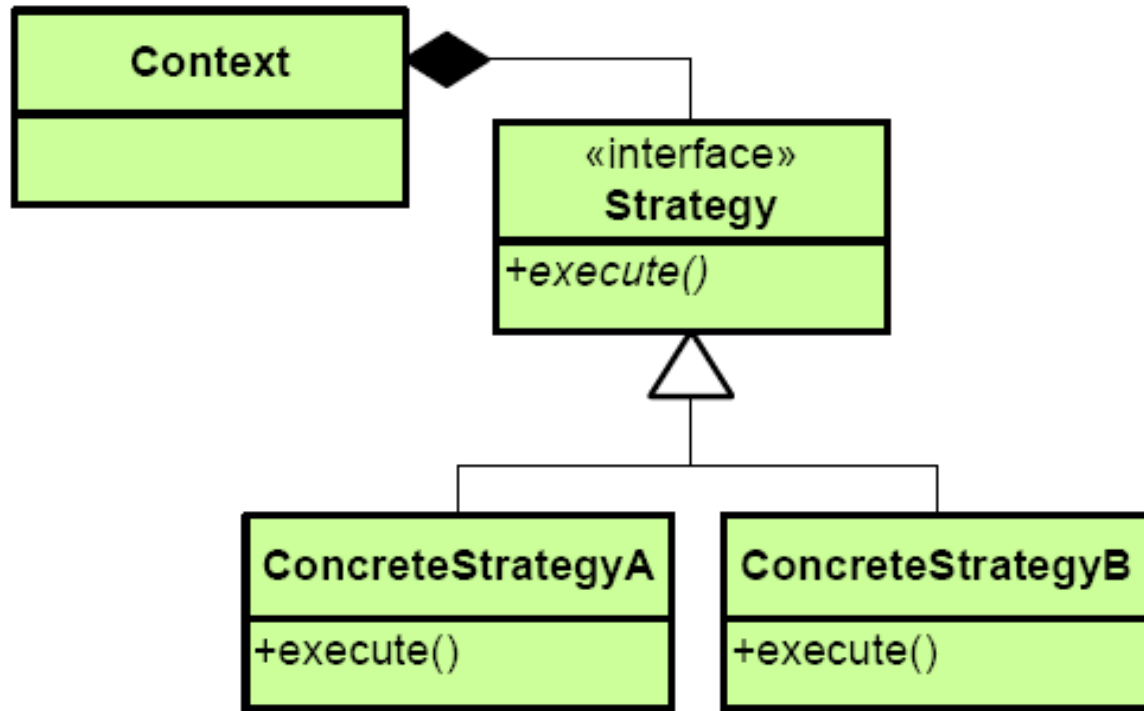 Context
«interface»
Strategy
+execute()
ConcreteStrategyA
+execute()
ConcreteStrategyB
+execute()